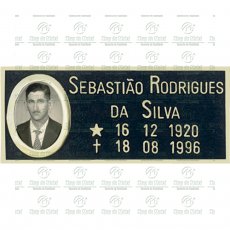 SEBASTIÃO RODRIGUES
DA SILVA
★ 16 12 1920
† 18 08 1996